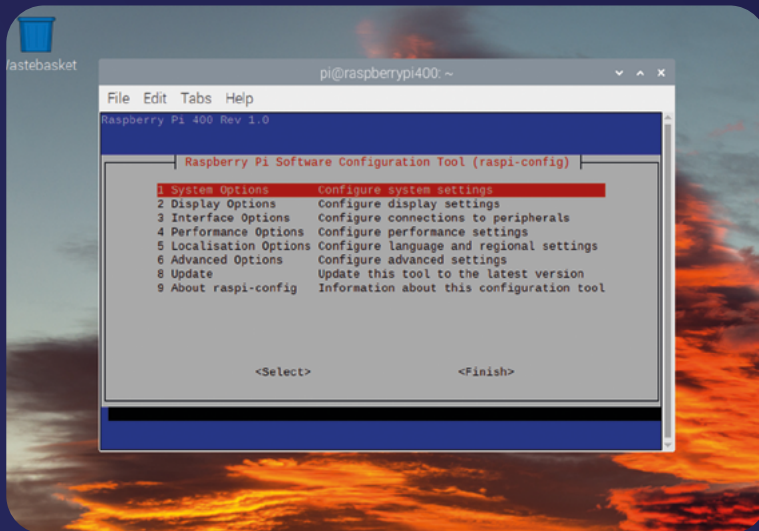 pi@raspberrypi400: ~
File Edit Tabs Help
Raspberry Pi 400 Rev 1.0
Raspberry Pi Software Configuration Tool (raspi-config)
1 System Options Configure system settings
2 Display Options Configure display settings
3 Interface Options Configure connections to peripherals
4 Performance Options Configure performance settings
5 Localisation Options Configure language and regional settings
6 Advanced Options Configure advanced settings
8 Update Update this tool to the latest version
9 About raspi-config Information about this configuration tool
<Select> <Finish>